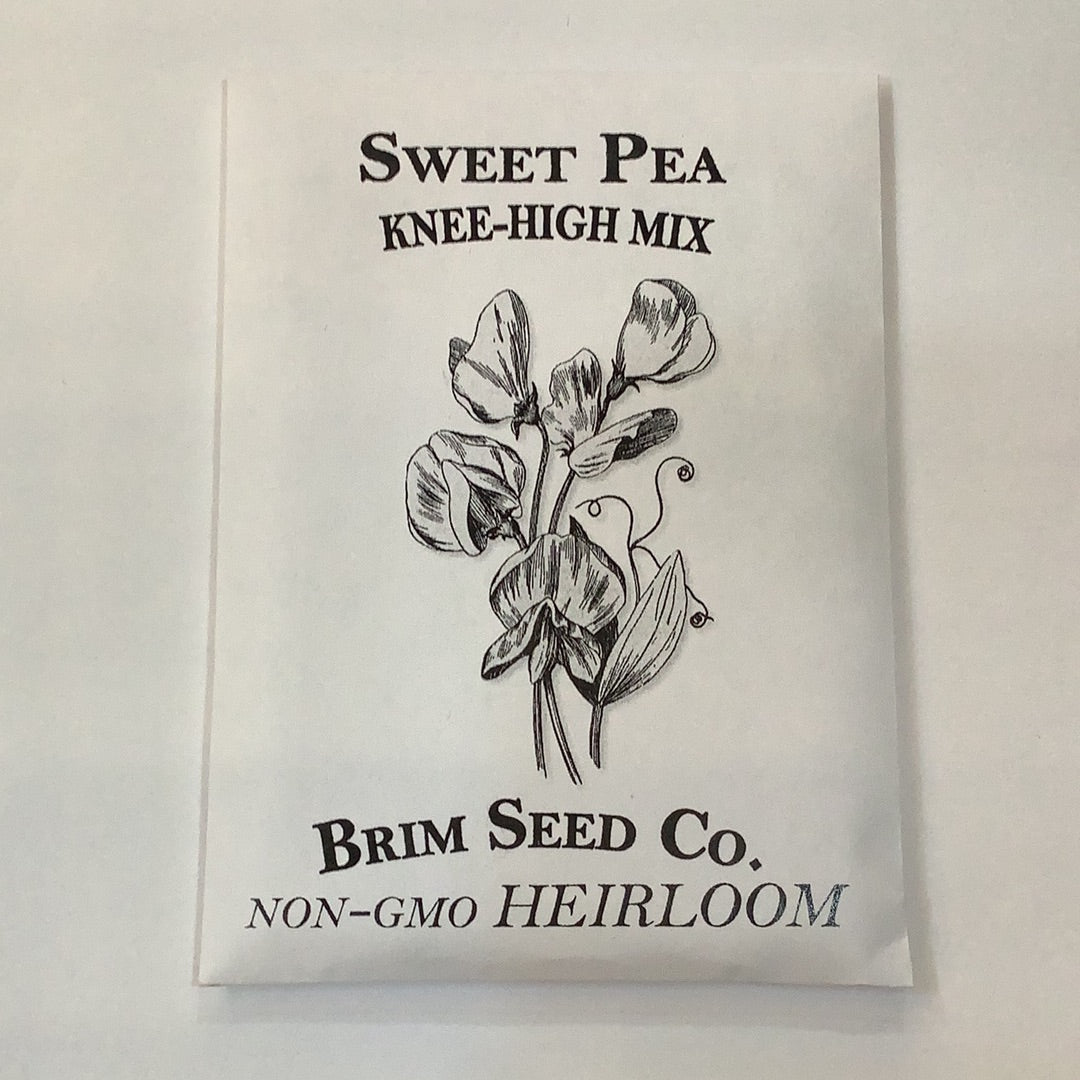 SWEET PEA
KNEE-HIGH MIX
BRIM SEED CO.
NON-GMO HEIRLOOM